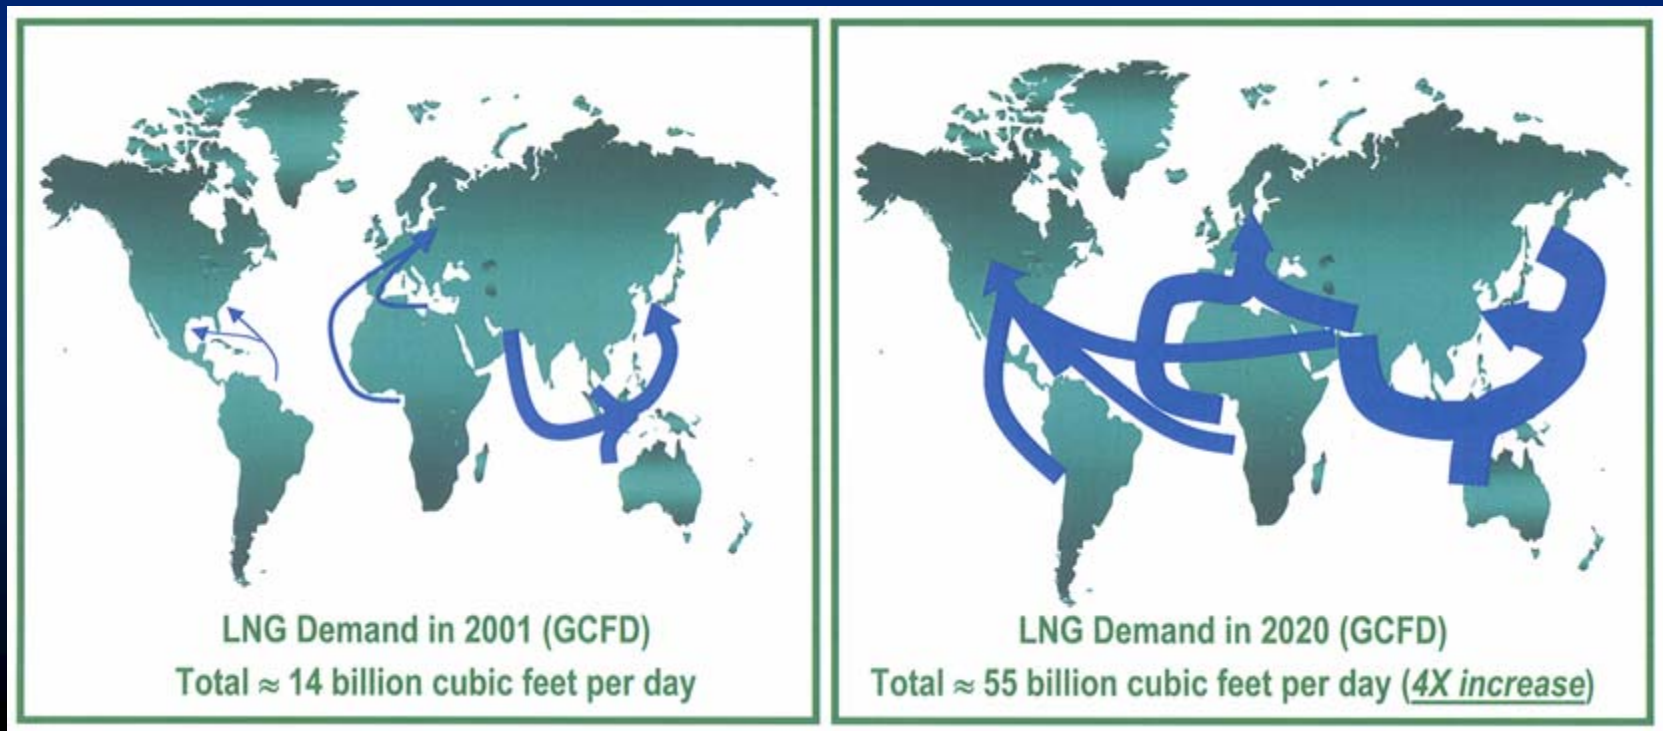 LNG Demand in 2001 (GCFD)
Total ≈ 14 billion cubic feet per day
LNG Demand in 2020 (GCFD)
Total ≈ 55 billion cubic feet per day (4X increase)